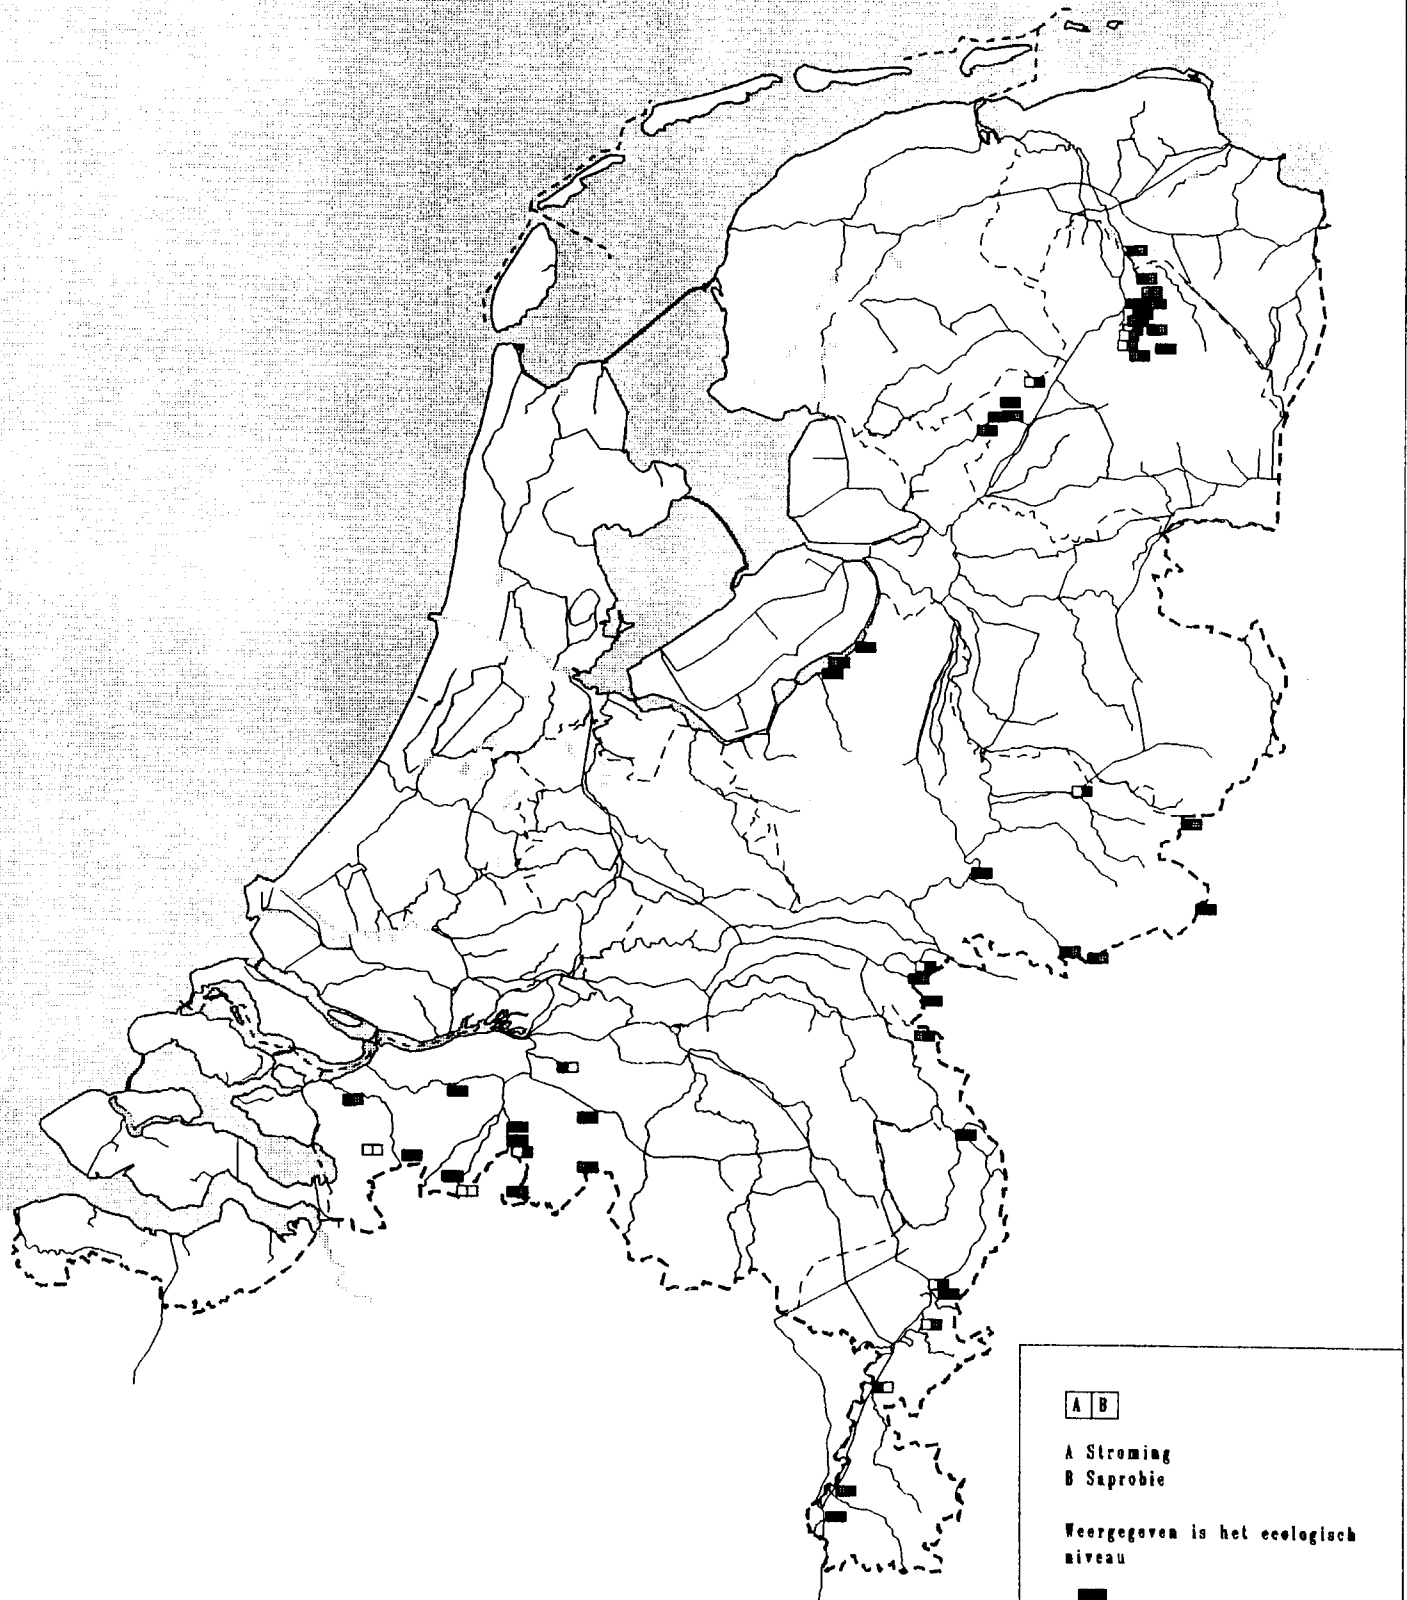 A B
A Stroming
B Saprobie
Weergegeven is het ecologisch
niveau